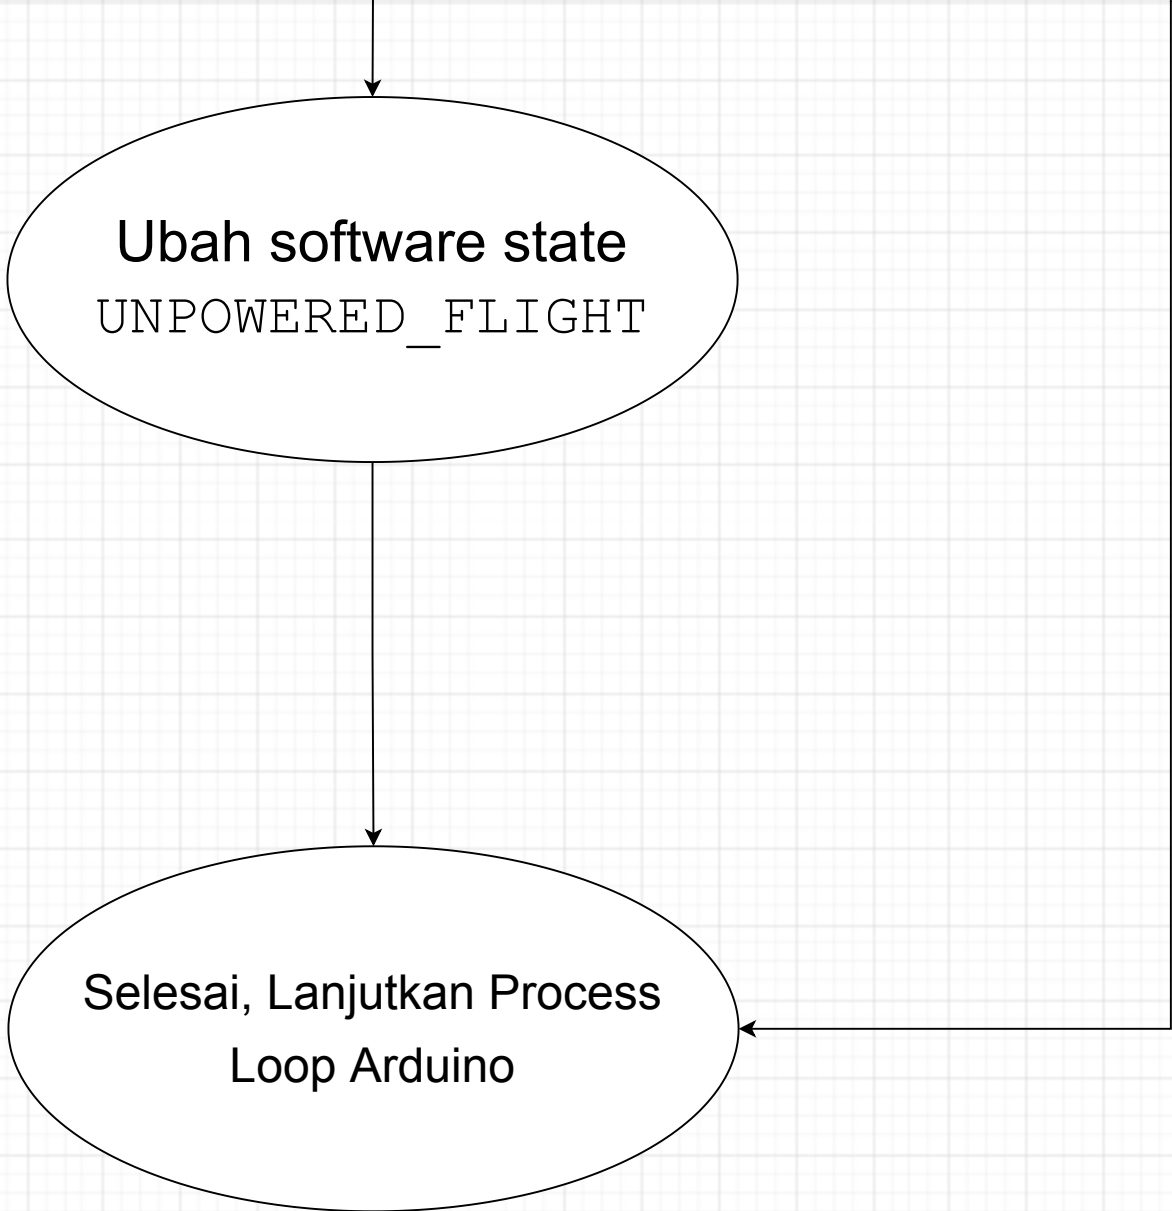 Ubah software state
UNPOWERED_FLIGHT
Selesai, Lanjutkan Process
Loop Arduino